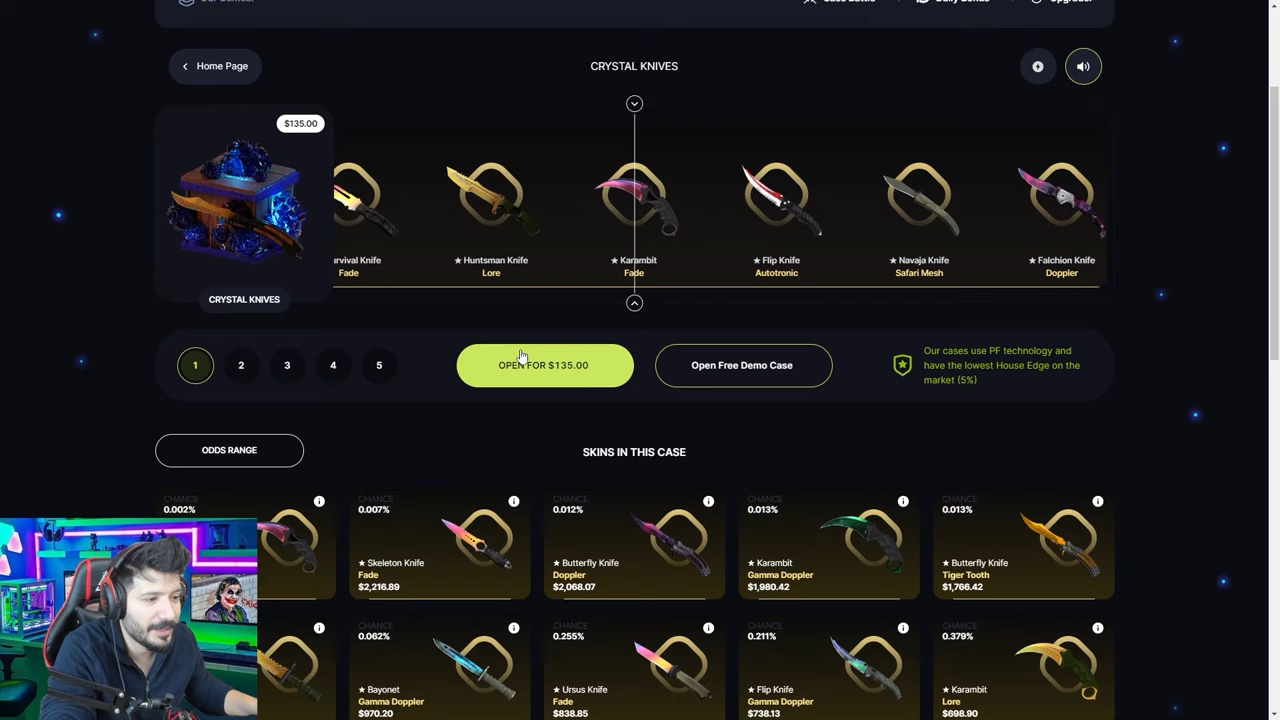 Home Page
CRYSTAL KNIVES
$135.00
CRYSTAL KNIVES
urvival Knife
Fade
★ Huntsman Knife
Lore
★ Karambit
Fade
★ Flip Knife
Autotronic
★ Navaja Knife
Safari Mesh
★ Falchion Knife
Doppler
1
2
3
4
5
OPEN FOR $135.00
Open Free Demo Case
Our cases use PF technology and
have the lowest House Edge on the
market (5%)
ODDS RANGE
SKINS IN THIS CASE
CHANCE
0.002%
CHANCE
0.007%
★ Skeleton Knife
Fade
$2,216.89
CHANCE
0.012%
★ Butterfly Knife
Doppler
$2,068.07
CHANCE
0.013%
★ Karambit
Gamma Doppler
$1,980.42
CHANCE
0.013%
★ Butterfly Knife
Tiger Tooth
$1,766.42
CHANCE
0.062%
★ Bayonet
Gamma Doppler
$970.20
CHANCE
0.255%
★ Ursus Knife
Fade
$838.85
CHANCE
0.211%
★ Flip Knife
Gamma Doppler
$738.13
CHANCE
0.379%
★ Karambit
Lore
$698.90